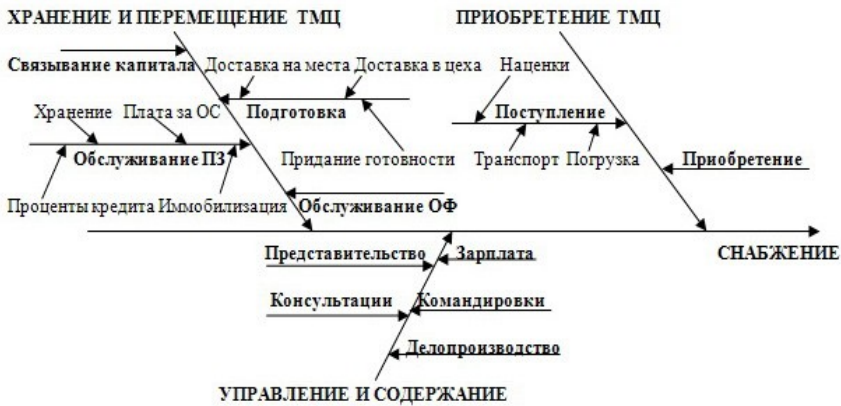 ХРАНЕНИЕ И ПЕРЕМЕЩЕНИЕ ТМЦ ПРИОБРЕТЕНИЕ ТМЦ
Связывание капитала Доставка на места Доставка в цеха Наценки
Хранение Плата за ОС Подготовка Поступление
Обслуживание ПЗ Придание готовности Транспорт Погрузка Приобретение
Проценты кредита Иммобилизация Обслуживание ОФ
СНАБЖЕНИЕ
Представительство Зарплата
Консультации Командировки
Делопроизводство
УПРАВЛЕНИЕ И СОДЕРЖАНИЕ